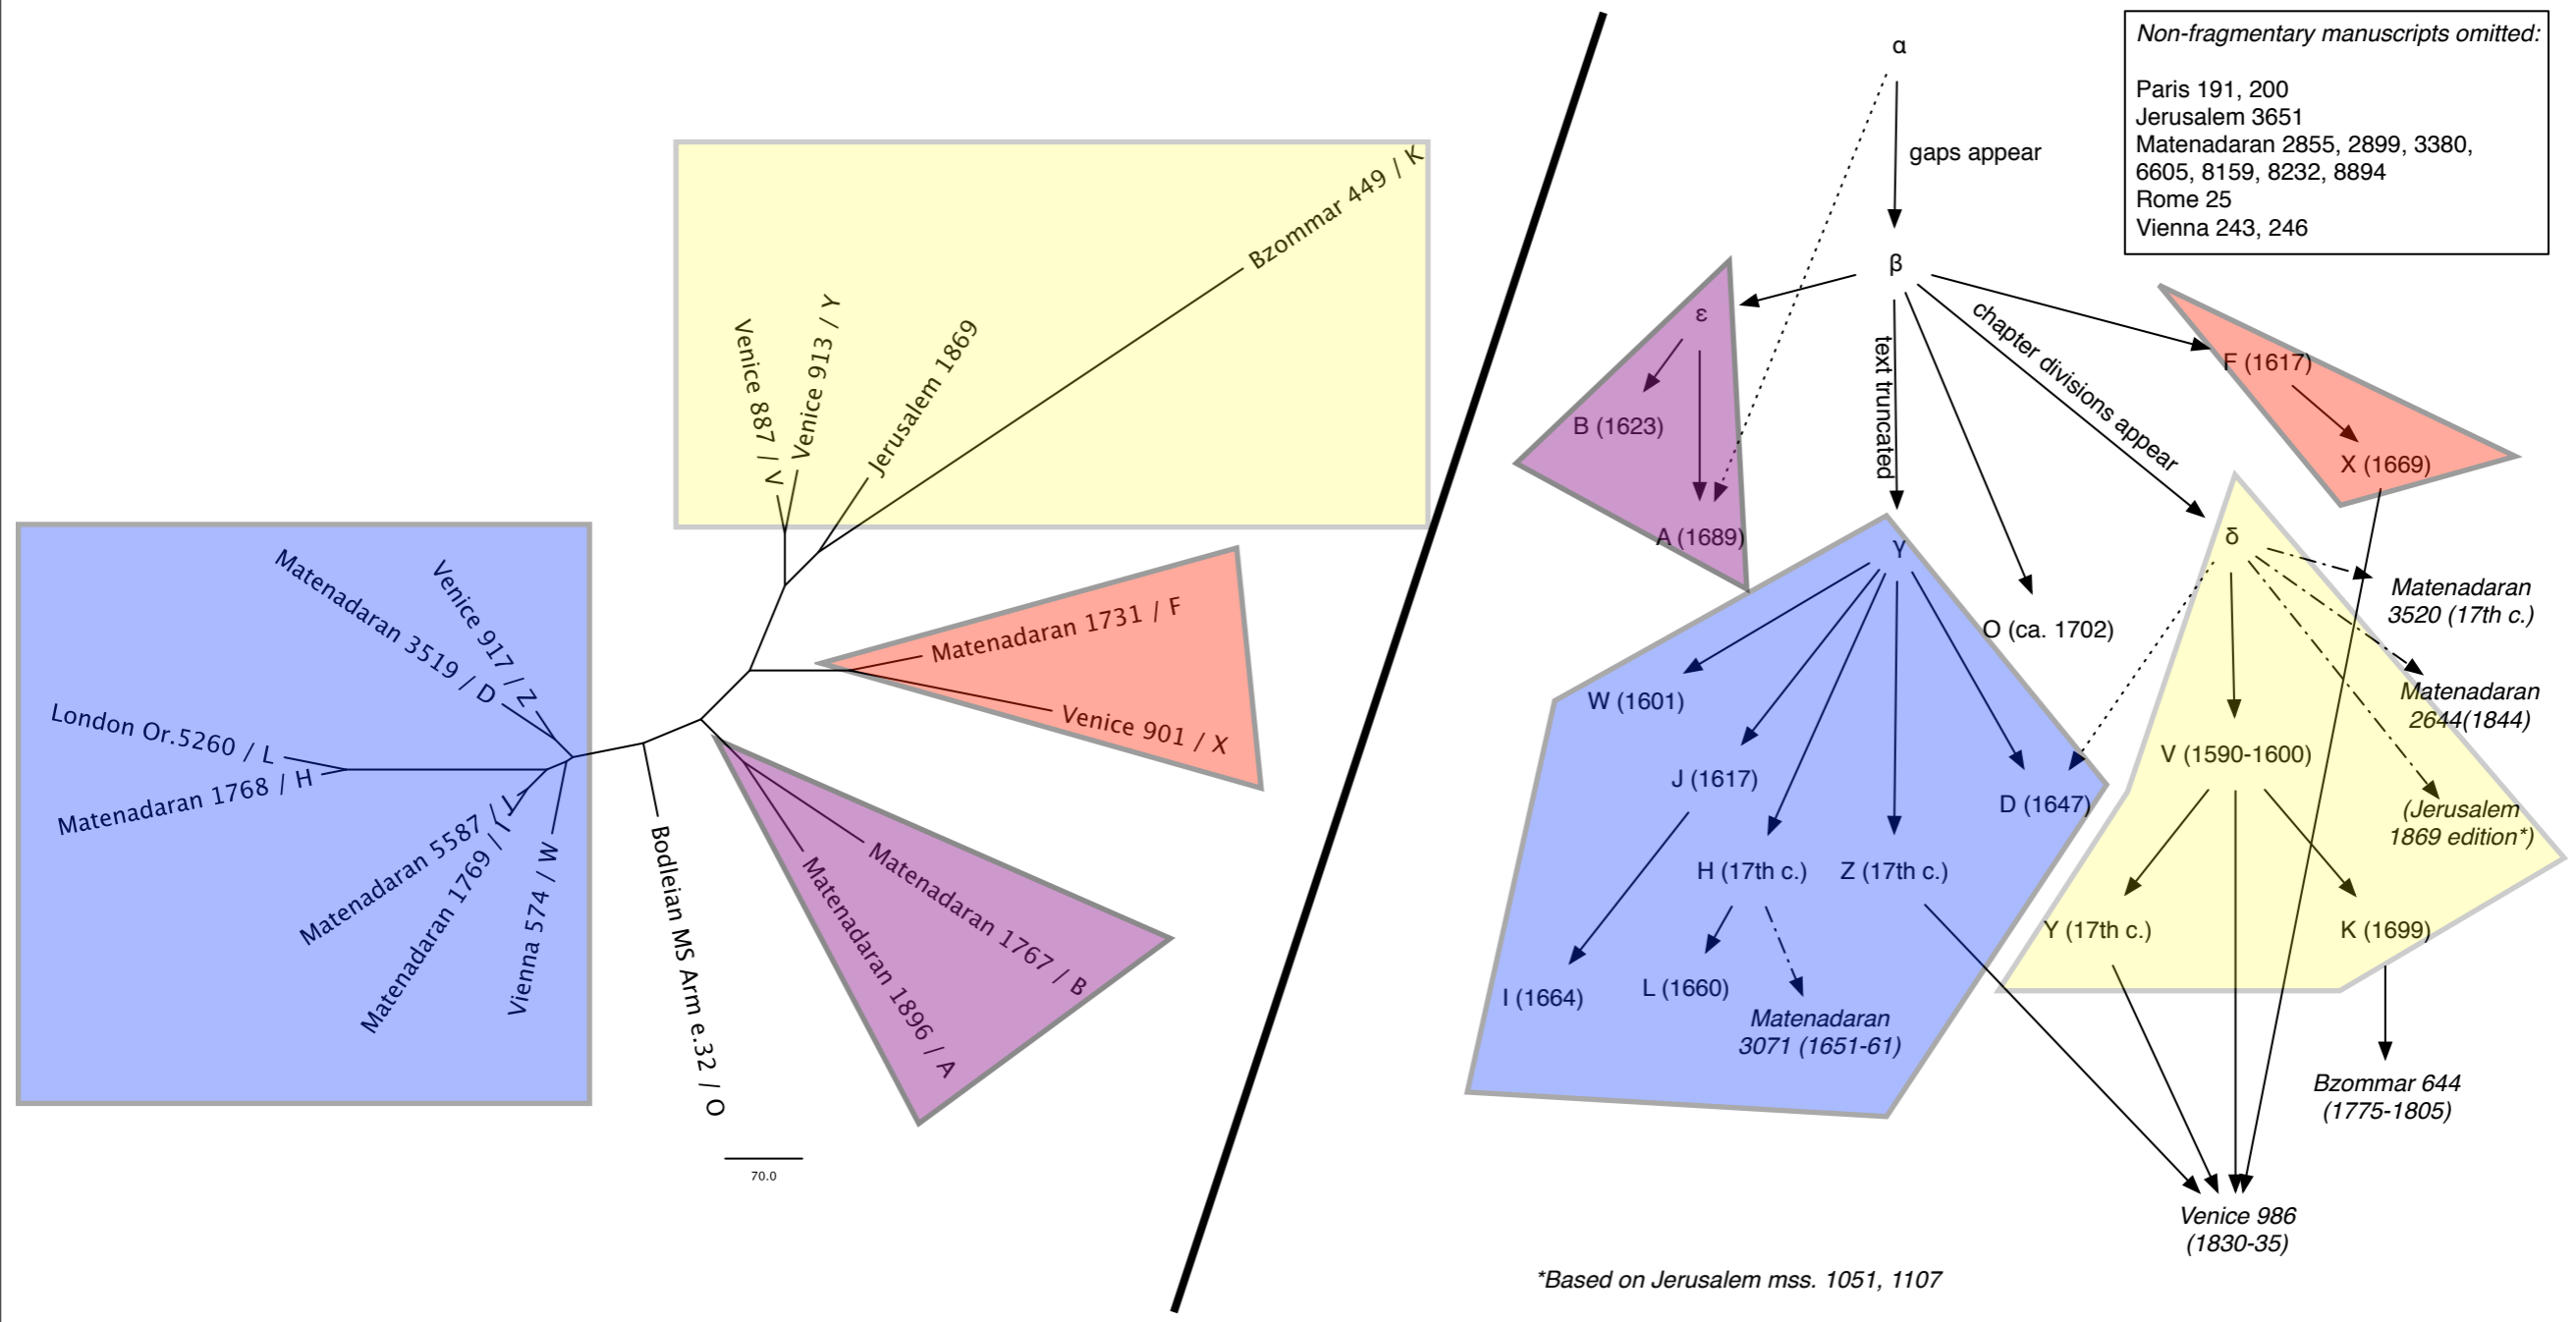 Bzommar 449 / K
Venice 887 / V
Venice 913 / Y
Jerusalem 1869
Matenadaran 3519 / D
Venice 917 / Z
London Or.5260 / L
Matenadaran 1768 / H
Matenadaran 5587 / J
Matenadaran 1769 / I
Vienna 574 / W
Matenadaran 1731 / F
Venice 901 / X
Matenadaran 1767 / B
Matenadaran 1896 / A
Bodleian MS Arm e.32 / O
70.0
α
gaps appear
β
ε
B (1623)
A (1689)
text truncated
chapter divisions appear
F (1617)
X (1669)
γ
δ
O (ca. 1702)
W (1601)
J (1617)
D (1647)
H (17th c.)
Z (17th c.)
I (1664)
L (1660)
Matenadaran
3071 (1651-61)
Matenadaran
3520 (17th c.)
Matenadaran
2644(1844)
V (1590-1600)
(Jerusalem
1869 edition*)
Y (17th c.)
K (1699)
Bzommar 644
(1775-1805)
Venice 986
(1830-35)
*Based on Jerusalem mss. 1051, 1107
Non-fragmentary manuscripts omitted:
Paris 191, 200
Jerusalem 3651
Matenadaran 2855, 2899, 3380,
6605, 8159, 8232, 8894
Rome 25
Vienna 243, 246